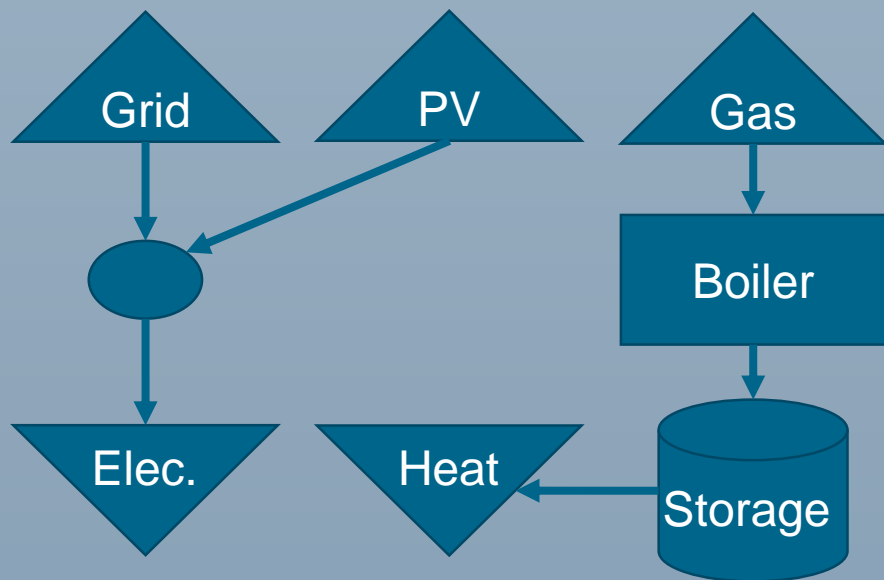 Grid
PV
Gas
Boiler
Elec.
Heat
Storage